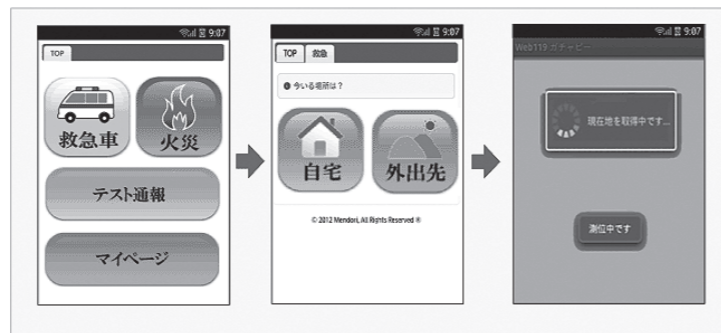 9:07
TOP
救急車
火災
テスト通報
マイページ
9:07
TOP 救急
今いる場所は?
自宅
外出先
© 2012 Mendori, All Rights Reserved ®
9:07
Web119 ガチャピー
現在地を取得中です...
測位中です